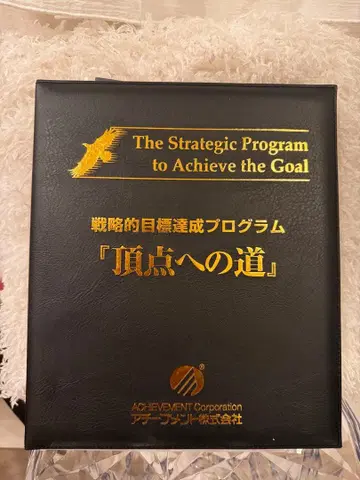 The Strategic Program
to Achieve the Goal
戦略的目標達成プログラム
『頂点への道』
®
ACHIEVEMENT Corporation
アチーブメント株式会社